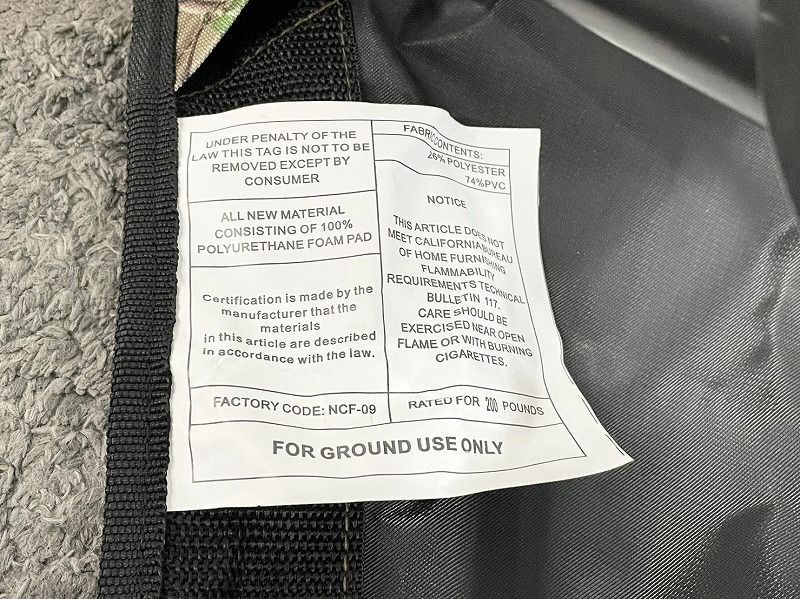 UNDER PENALTY OF THE
LAW THIS TAG IS NOT TO BE
REMOVED EXCEPT BY
CONSUMER
ALL NEW MATERIAL
CONSISTING OF 100%
POLYURETHANE FOAM PAD
Certification is made by the
manufacturer that the
materials
in this article are described
in accordance with the law.
FACTORY CODE: NCF-09
FABRIC CONTENTS:
26% POLYESTER
74%PVC
NOTICE
THIS ARTICLE DOES NOT
MEET CALIFORNIA BUREAU
OF HOME FURNISHING
FLAMMABILITY
REQUIREMENTS TECHNICAL
BULLETIN 117.
CARE SHOULD BE
EXERCISED NEAR OPEN
FLAME OR WITH BURNING
CIGARETTES.
RATED FOR 200 POUNDS
FOR GROUND USE ONLY